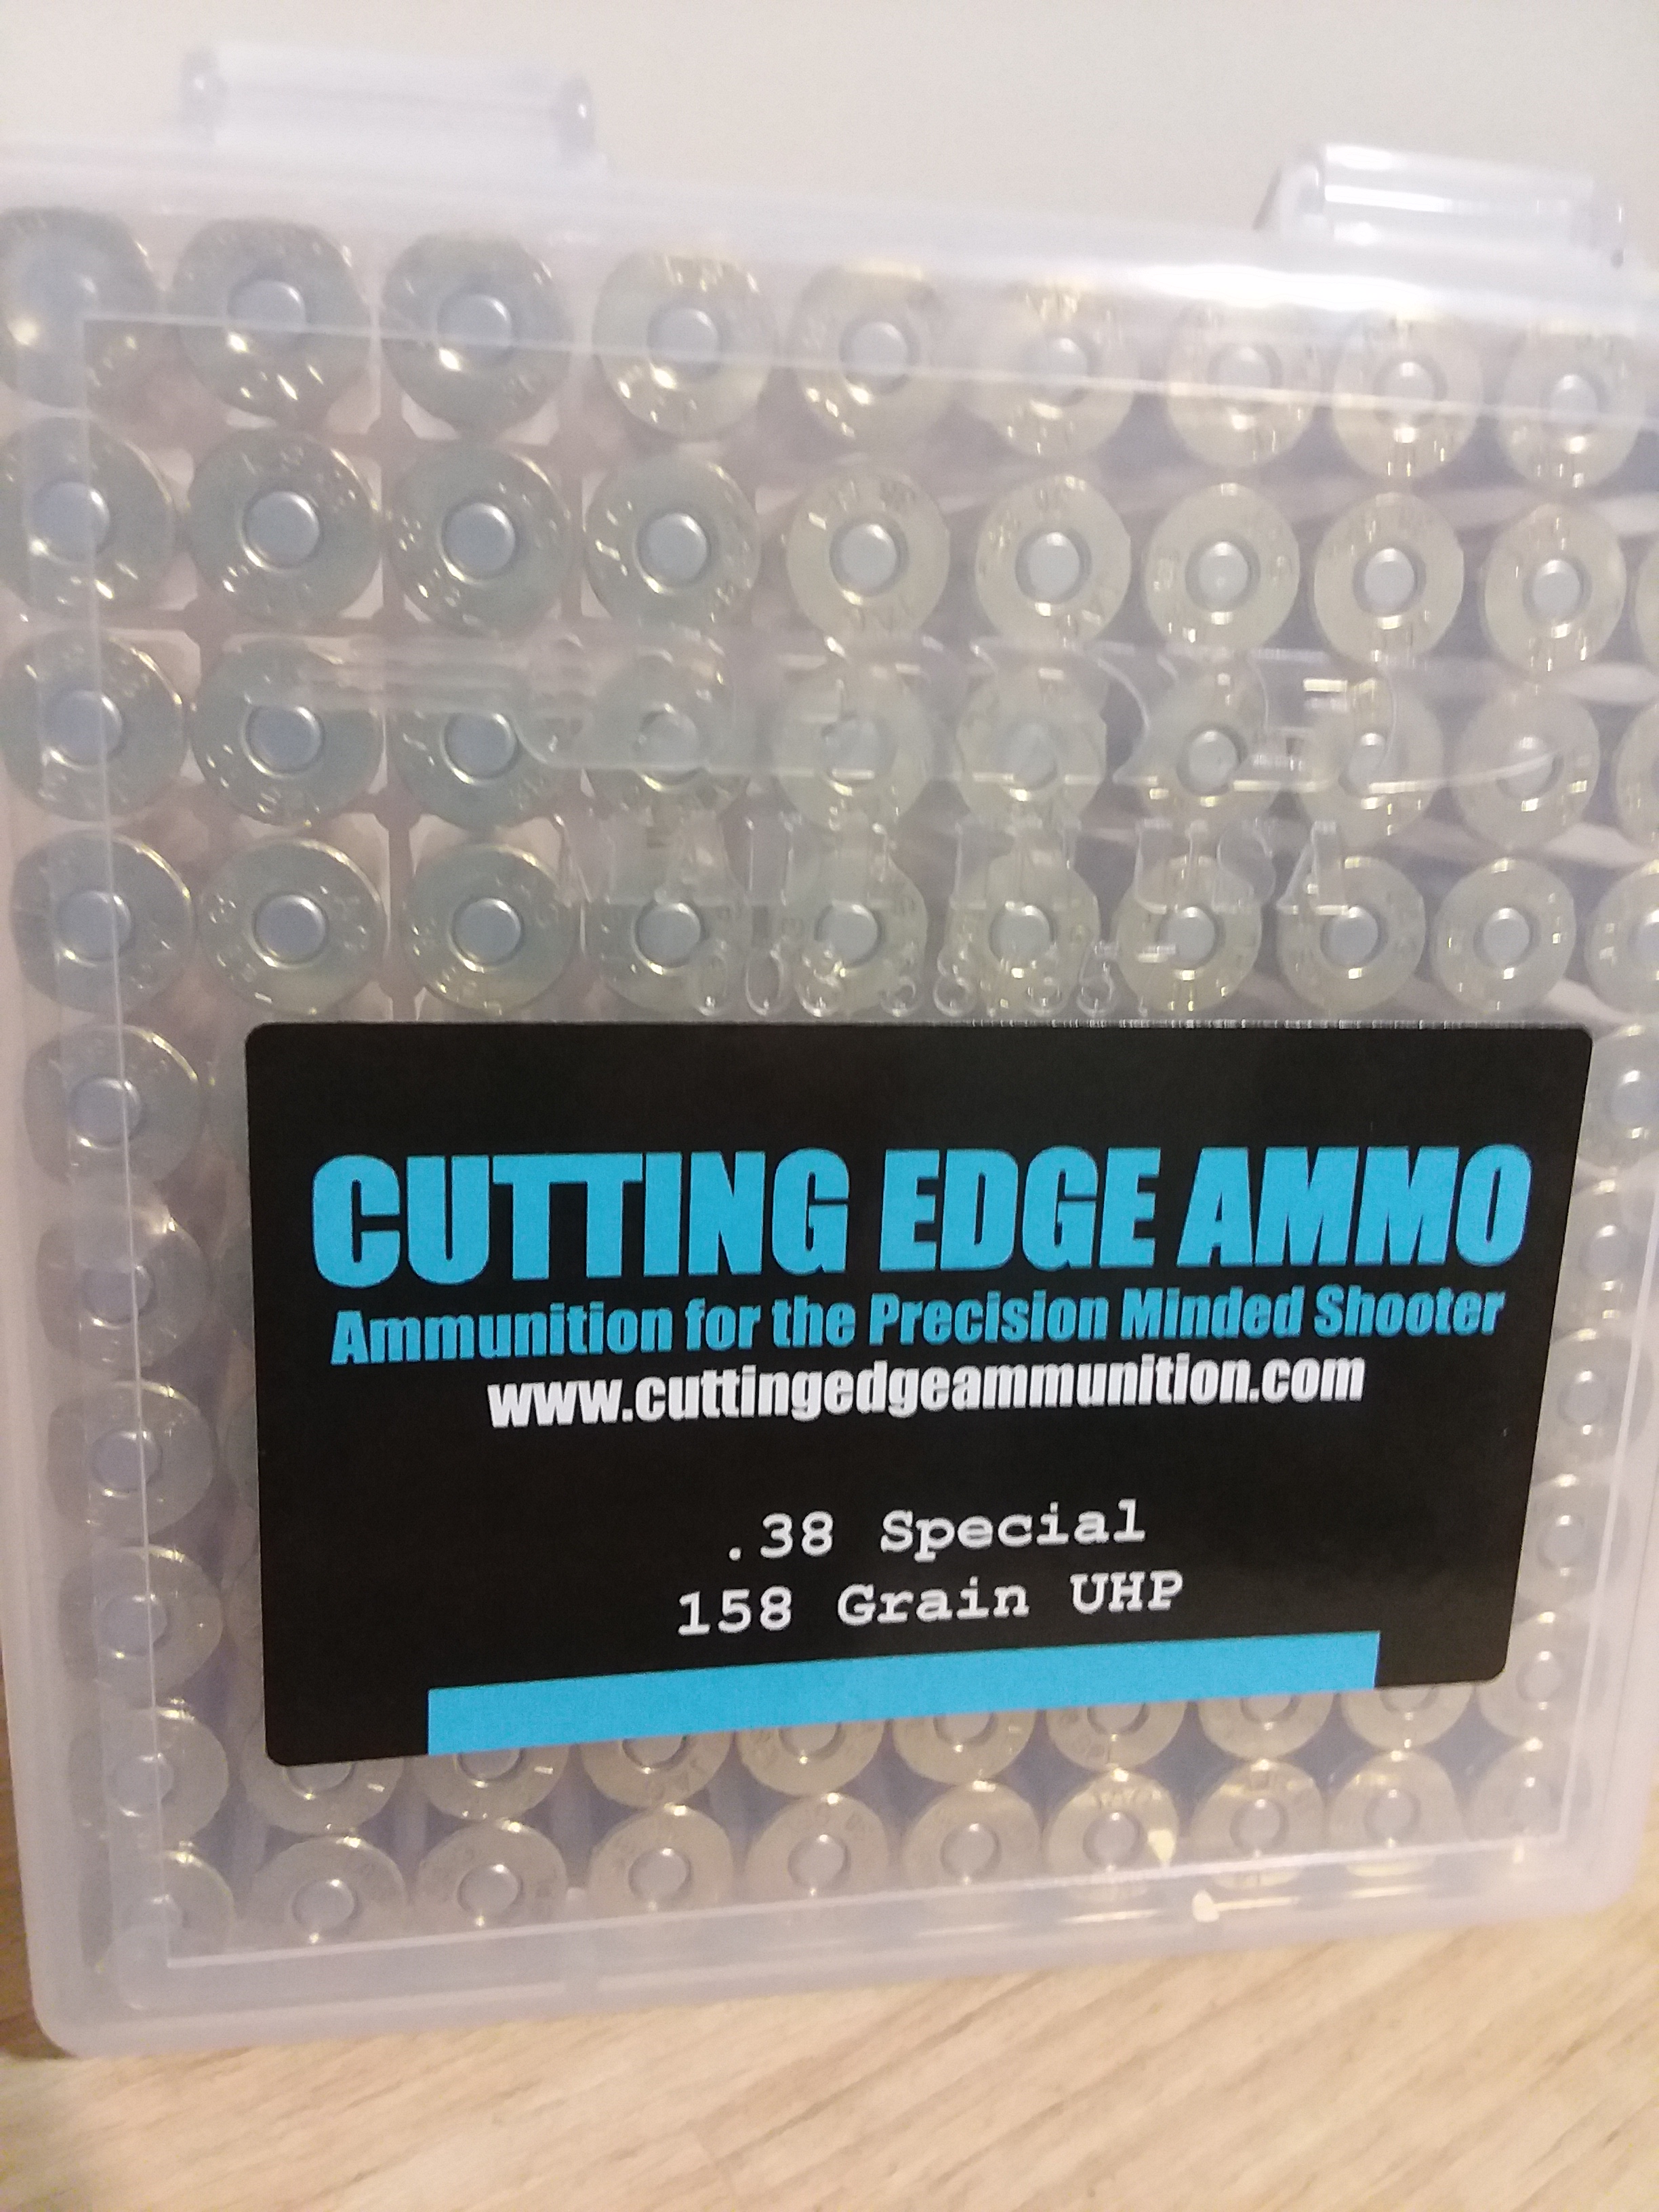 CUTTING EDGE AMMO
Ammunition for the Precision Minded Shooter
www.cuttingedgeammunition.com
.38 Special
158 Grain UHP